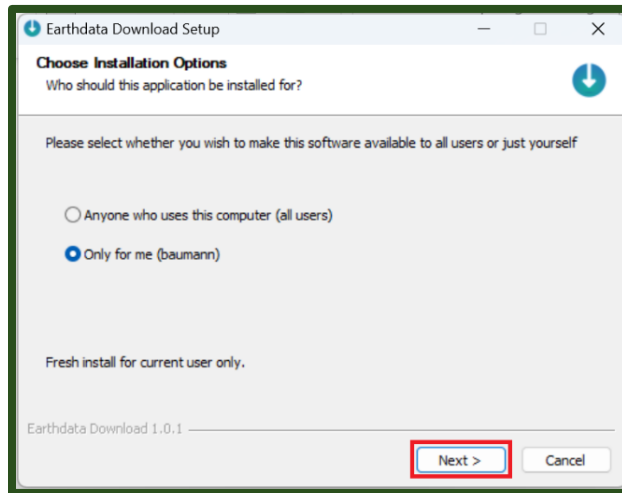 Earthdata Download Setup
Choose Installation Options
Who should this application be installed for?
Please select whether you wish to make this software available to all users or just yourself
Anyone who uses this computer (all users)
Only for me (baumann)
Fresh install for current user only.
Earthdata Download 1.0.1
Next >
Cancel